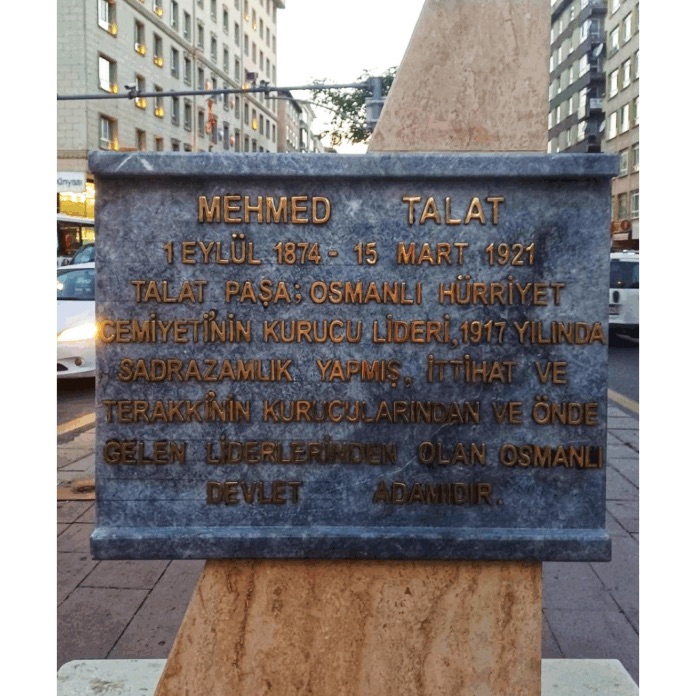 MEHMED TALAT
1 EYLÜL 1874 - 15 MART 1921
TALAT PAŞA; OSMANLI HÜRRİYET
CEMİYETİ'NİN KURUCU LİDERİ, 1917 YILINDA
SADRAZAMLIK YAPMIŞ, İTTİHAT VE
TERAKKİ'NİN KURUCULARINDAN VE ÖNDE
GELEN LİDERLERİNDEN OLAN OSMANLI
DEVLET ADAMIDIR.